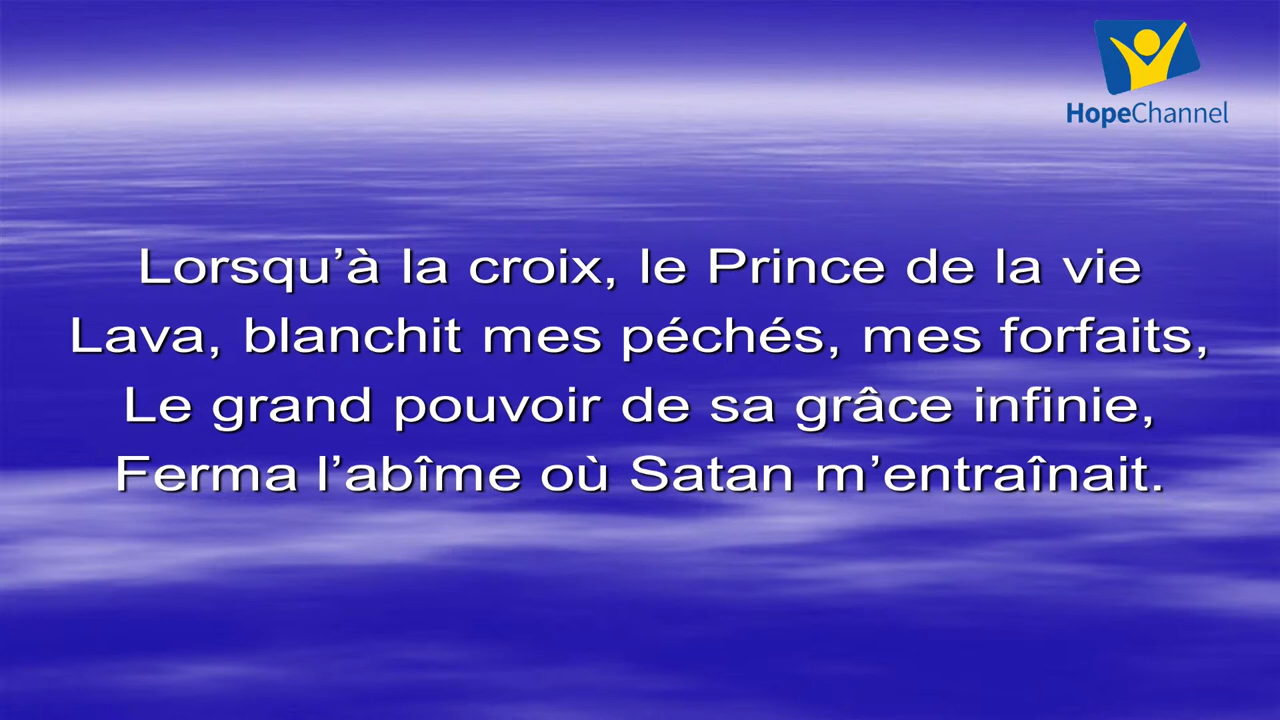 HopeChannel
Lorsqu’à la croix, le Prince de la vie
Lava, blanchit mes péchés, mes forfaits,
Le grand pouvoir de sa grâce infinie,
Ferma l’abîme où Satan m’entraînait.